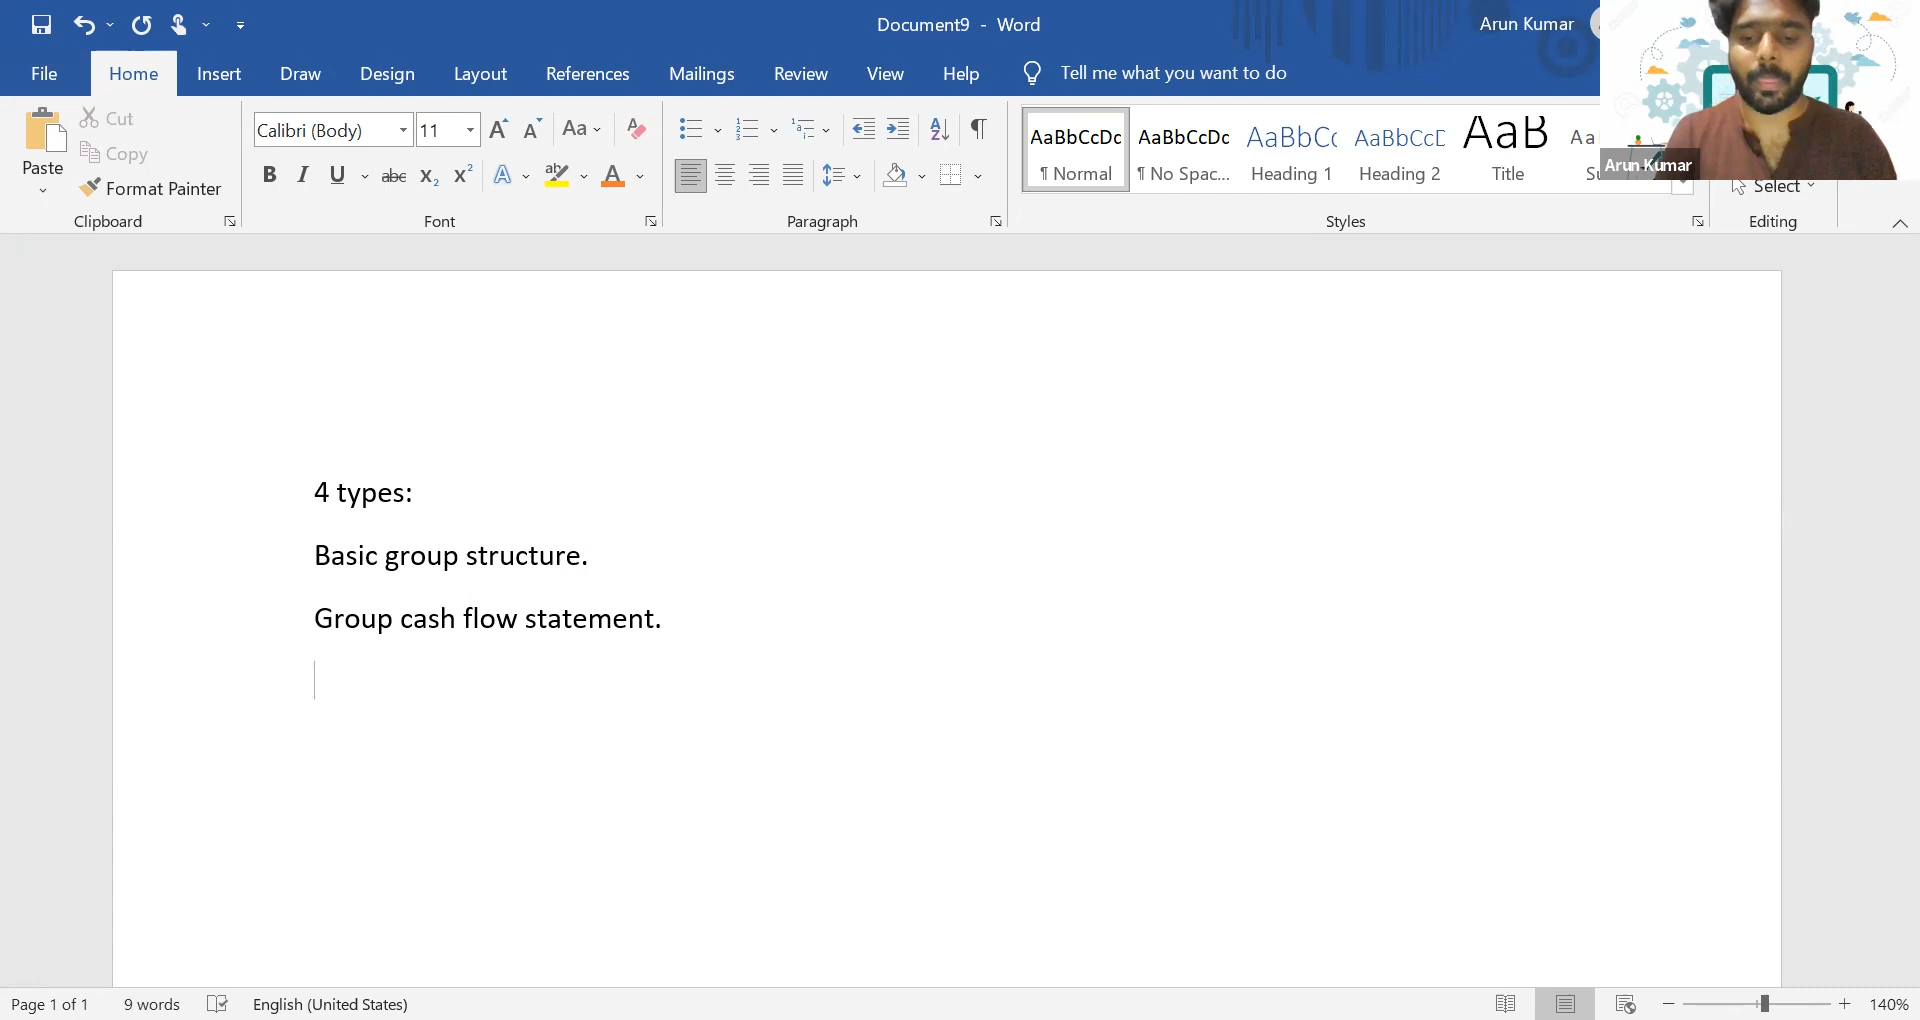 Document9 - Word
Arun Kumar
File Home Insert Draw Design Layout References Mailings Review View Help Tell me what you want to do
Paste
Cut
Copy
Format Painter
Clipboard
Calibri (Body) 11
Font
Paragraph
AaBbCcDc AaBbCcDc AaBbCc AaBbCcD AaB
¶ Normal ¶ No Spac... Heading 1 Heading 2 Title
Styles
Arun Kumar
Select
Editing
4 types:
Basic group structure.
Group cash flow statement.
Page 1 of 1 9 words English (United States) 140%